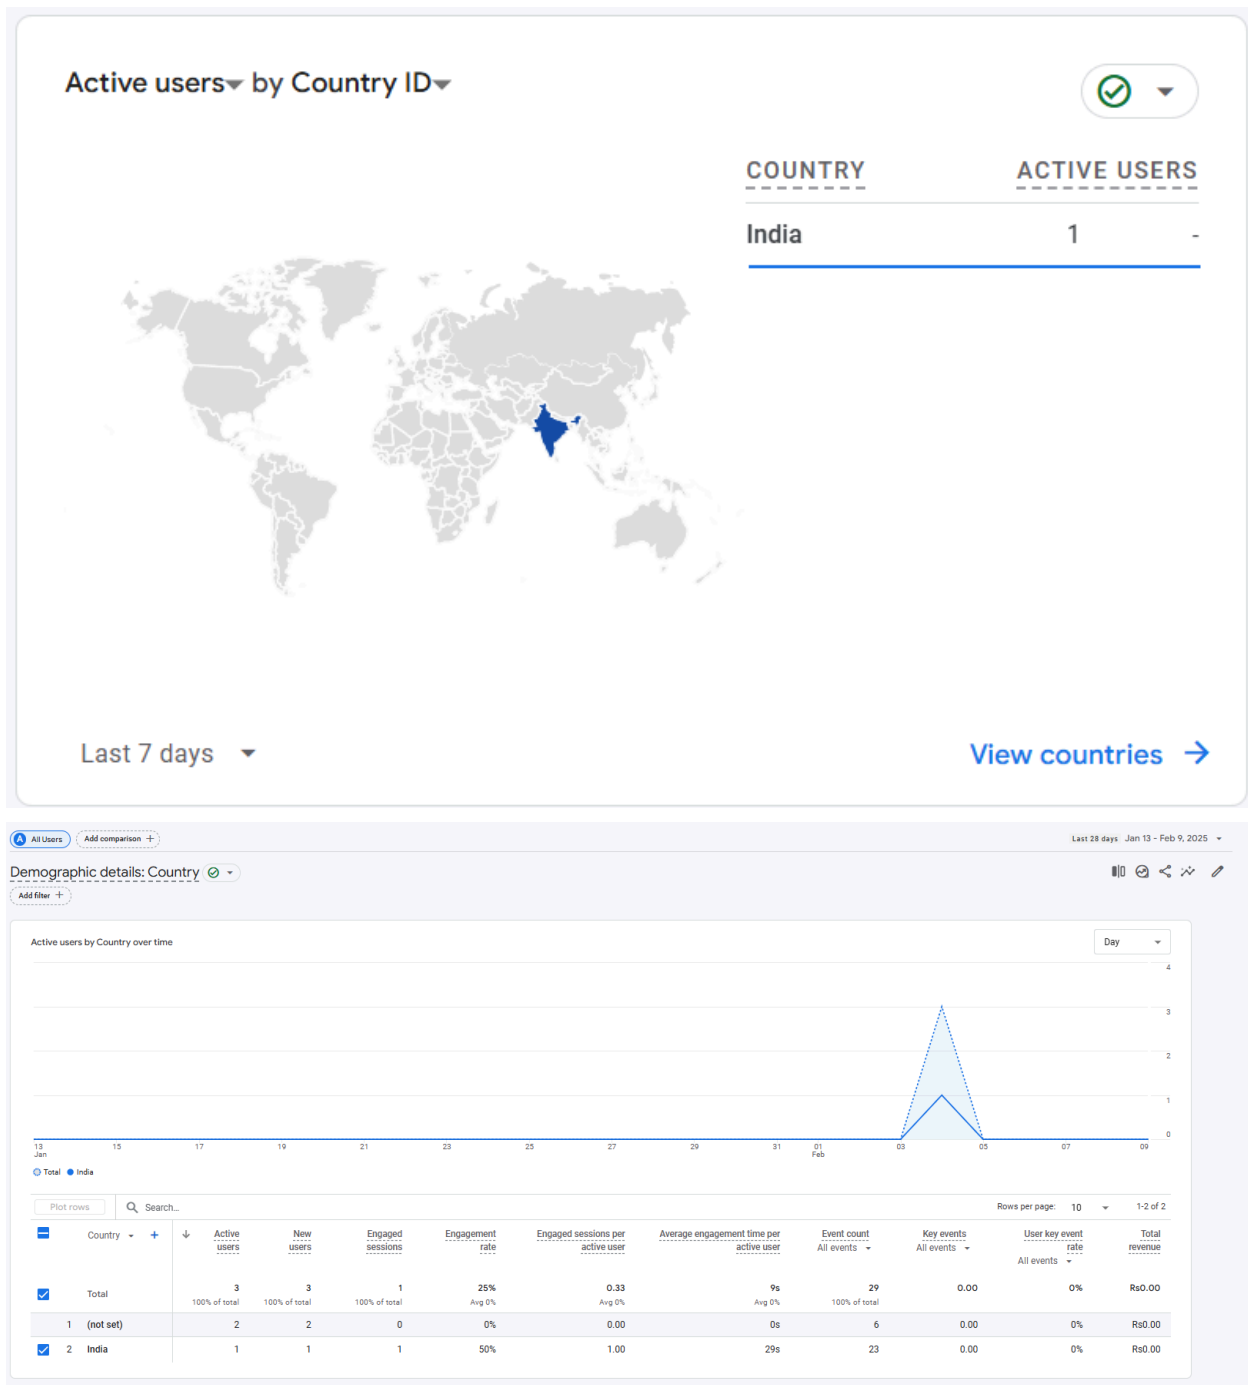 Active users by Country ID
COUNTRY ACTIVE USERS
India 1 -
Last 7 days View countries
A All Users Add comparison + Last 28 days Jan 13 - Feb 9, 2025
Demographic details: Country
Add filter +
Active users by Country over time Day
4
3
2
1
0
13 15 17 19 21 23 25 27 29 31 01 03 05 07 09
Jan Feb
Total India
Plot rows Search... Rows per page: 10 1-2 of 2
Country + Active New Engaged Engagement Engaged sessions per Average engagement time per Event count Key events User key event Total
users users sessions rate active user active user All events All events rate revenue
All events
Total 3 3 1 25% 0.33 9s 29 0.00 0% Rs0.00
100% of total 100% of total 100% of total Avg 0% Avg 0% Avg 0% 100% of total
1 (not set) 2 2 0 0% 0.00 0s 6 0.00 0% Rs0.00
2 India 1 1 1 50% 1.00 29s 23 0.00 0% Rs0.00